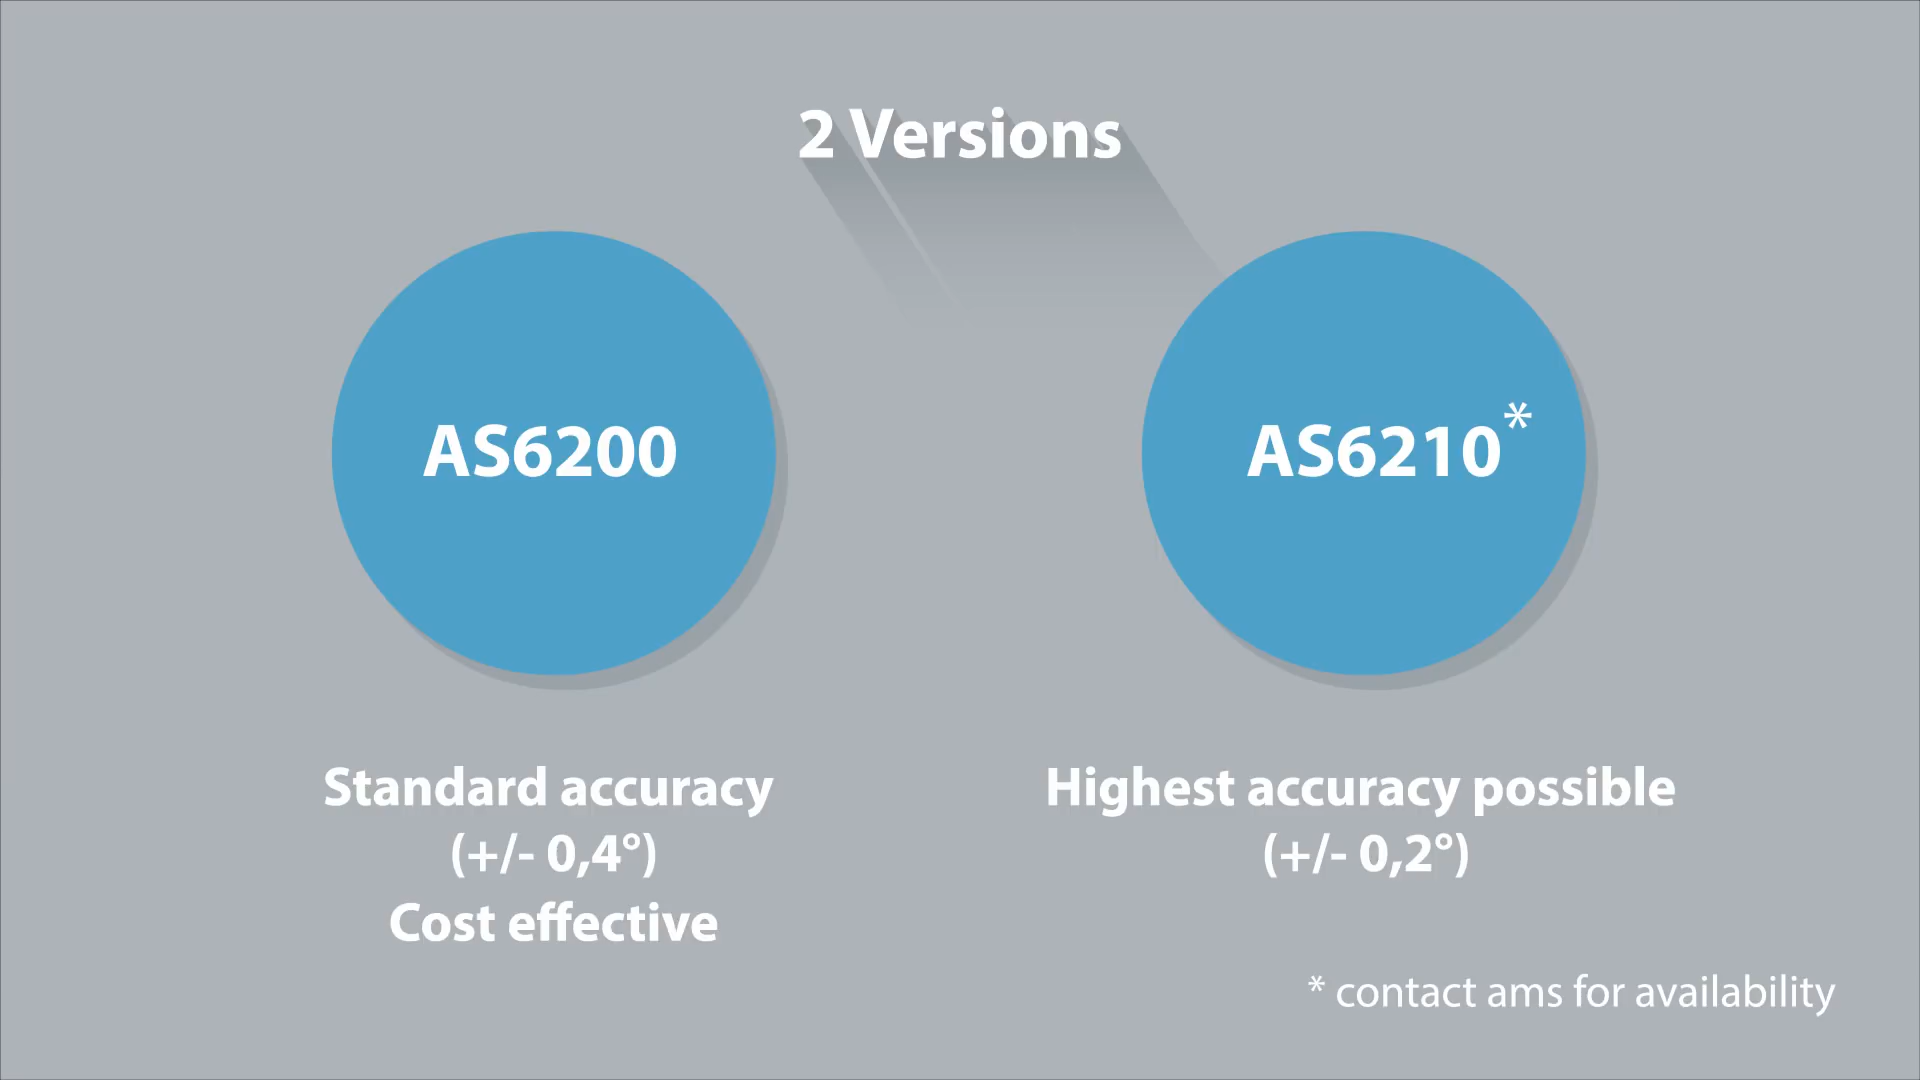 2 Versions
AS6200
AS6210*
Standard accuracy
(+/- 0,4°)
Cost effective
Highest accuracy possible
(+/- 0,2°)
* contact ams for availability